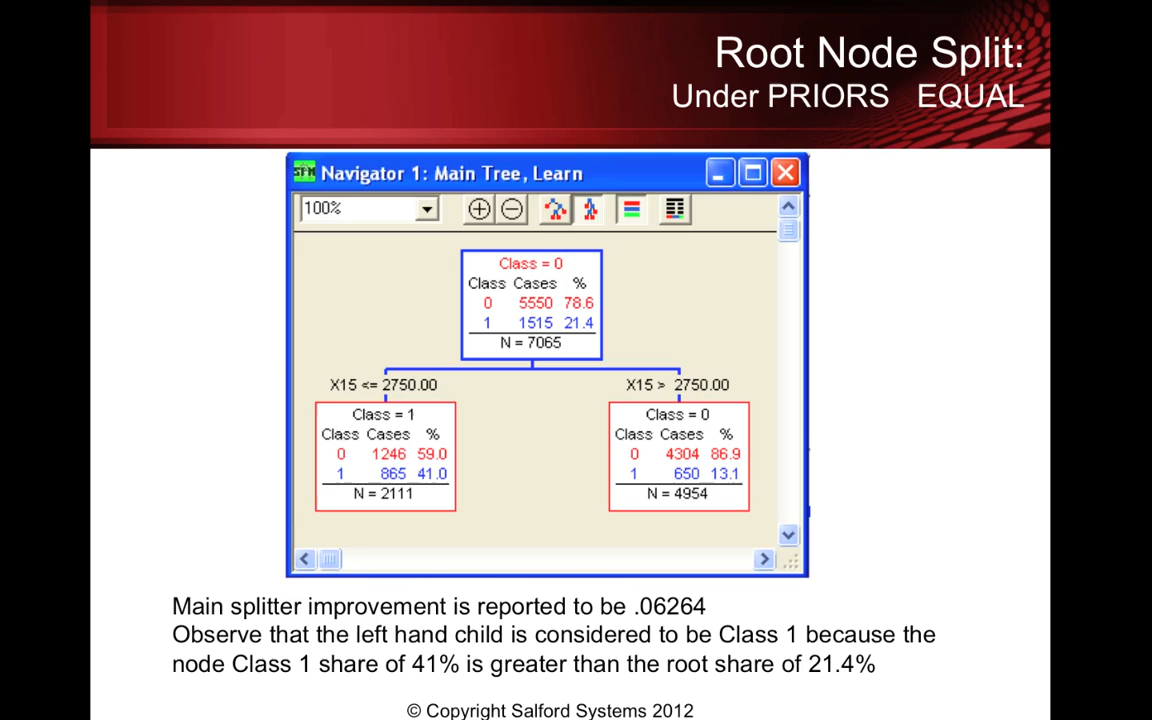 Root Node Split:
Under PRIORS EQUAL
SPM Navigator 1: Main Tree, Learn
100%
Class = 0
Class Cases %
0 5550 78.6
1 1515 21.4
N = 7065
X15 <= 2750.00
X15 > 2750.00
Class = 1
Class Cases %
0 1246 59.0
1 865 41.0
N = 2111
Class = 0
Class Cases %
0 4304 86.9
1 650 13.1
N = 4954
Main splitter improvement is reported to be .06264
Observe that the left hand child is considered to be Class 1 because the
node Class 1 share of 41% is greater than the root share of 21.4%
© Copyright Salford Systems 2012